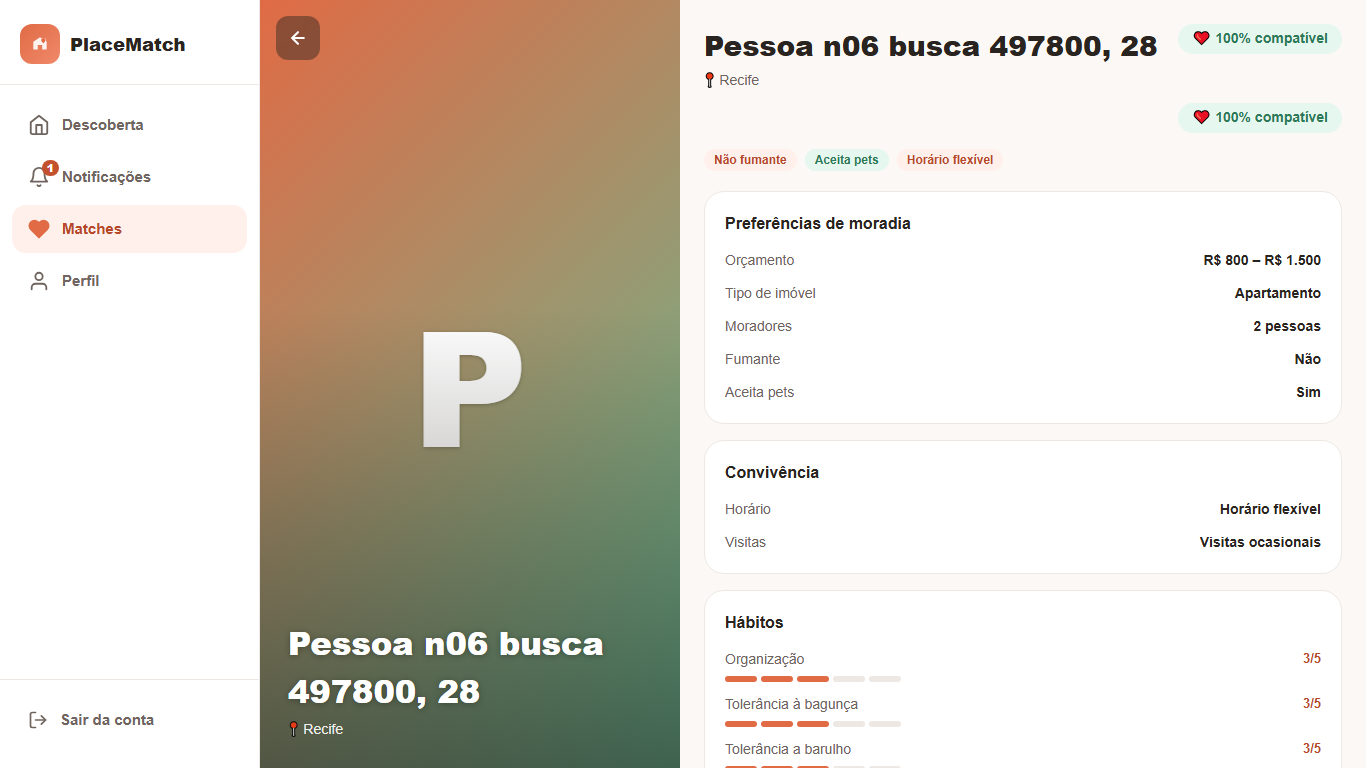 PlaceMatch
Descoberta
1
Notificações
Matches
Perfil
Sair da conta
P
Pessoa n06 busca
497800, 28
Recife
Pessoa n06 busca 497800, 28
100% compatível
Recife
100% compatível
Não fumante
Aceita pets
Horário flexível
Preferências de moradia
Orçamento R$ 800 – R$ 1.500
Tipo de imóvel Apartamento
Moradores 2 pessoas
Fumante Não
Aceita pets Sim
Convivência
Horário Horário flexível
Visitas Visitas ocasionais
Hábitos
Organização 3/5
Tolerância à bagunça 3/5
Tolerância a barulho 3/5